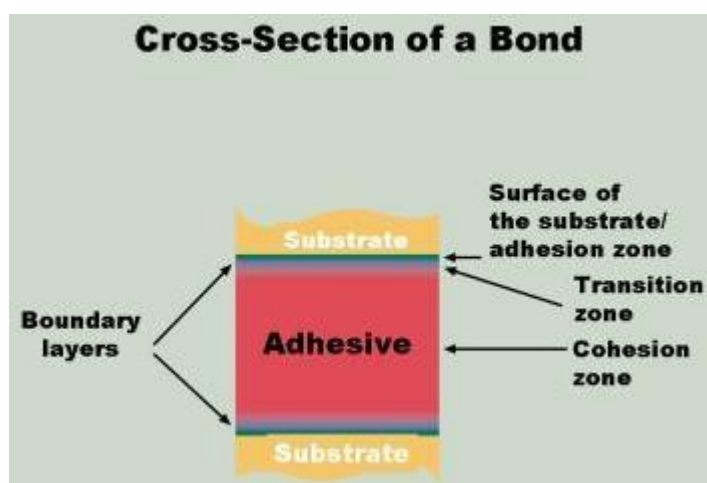 Cross-Section of a Bond
Surface of
the substrate/
adhesion zone
Substrate
Transition
zone
Boundary
layers
Adhesive
Cohesion
zone
Substrate